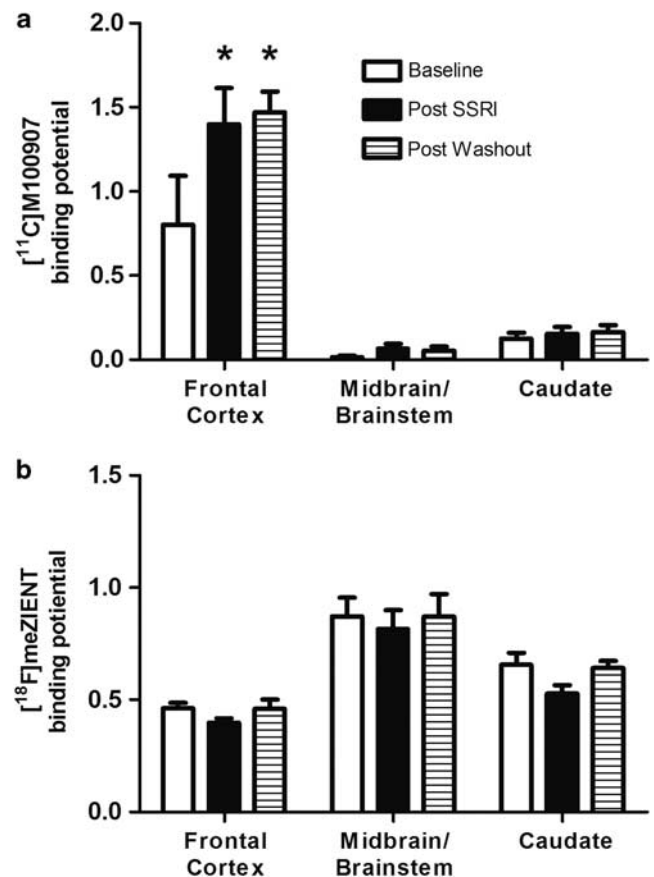 a
2.0
1.5
1.0
0.5
0.0
[¹¹C]M100907
binding potential
* *
Baseline
Post SSRI
Post Washout
Frontal
Cortex
Midbrain/
Brainstem
Caudate
b
1.5
1.0
0.5
0.0
[¹⁸F]meZIENT
binding potiential
Frontal
Cortex
Midbrain/
Brainstem
Caudate